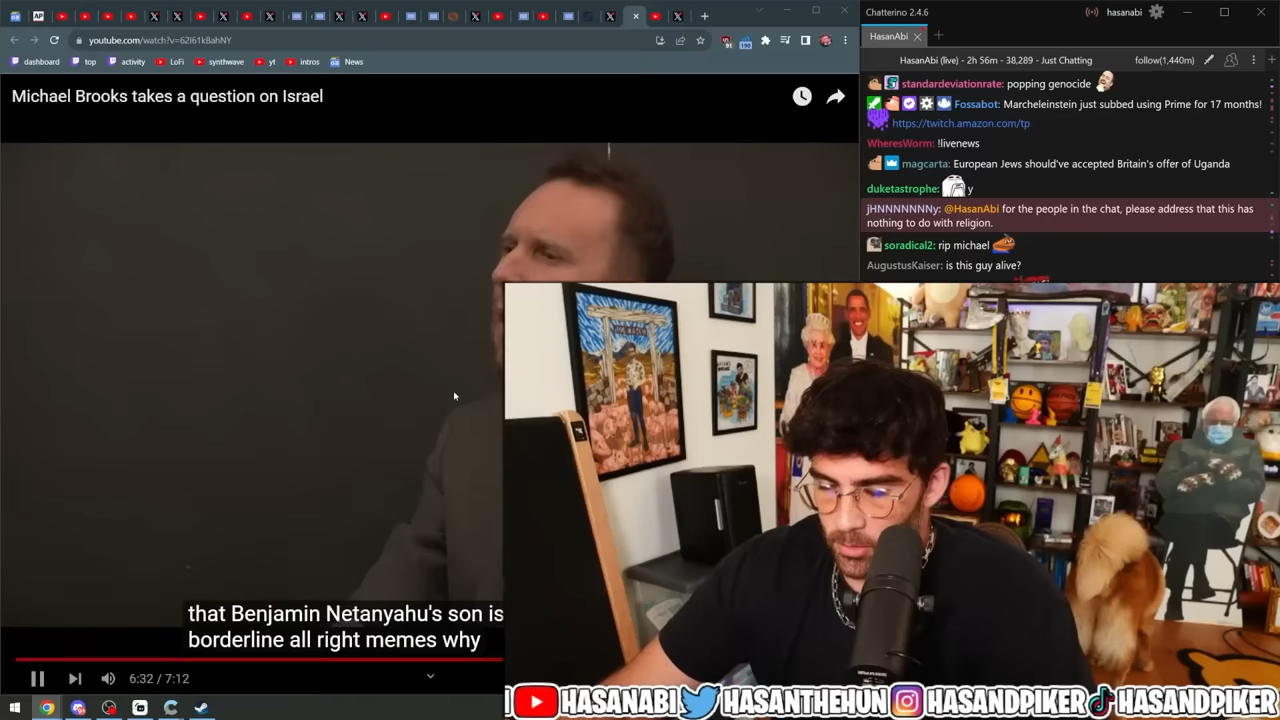 youtube.com/watch?v=62I61kBahNY
dashboard
top
activity
LoFi
synthwave
yt
intros
News
Michael Brooks takes a question on Israel
that Benjamin Netanyahu's son is
borderline all right memes why
6:32 / 7:12
Chatterino 2.4.6
hasanabi
HasanAbi
HasanAbi (live) - 2h 56m - 38,289 - Just Chatting
follow(1,440m)
standardeviationrate: popping genocide
Fossabot: Marcheleinstein just subbed using Prime for 17 months!
https://twitch.amazon.com/tp
WheresWorm: !livenews
magcarta: European Jews should've accepted Britain's offer of Uganda
duketastrophe: y
jHNNNNNNNy: @HasanAbi for the people in the chat, please address that this has
nothing to do with religion.
soradical2: rip michael
AugustusKaiser: is this guy alive?
HASANABI HASANTHEHUN HASANDPIKER HASANDPIKER